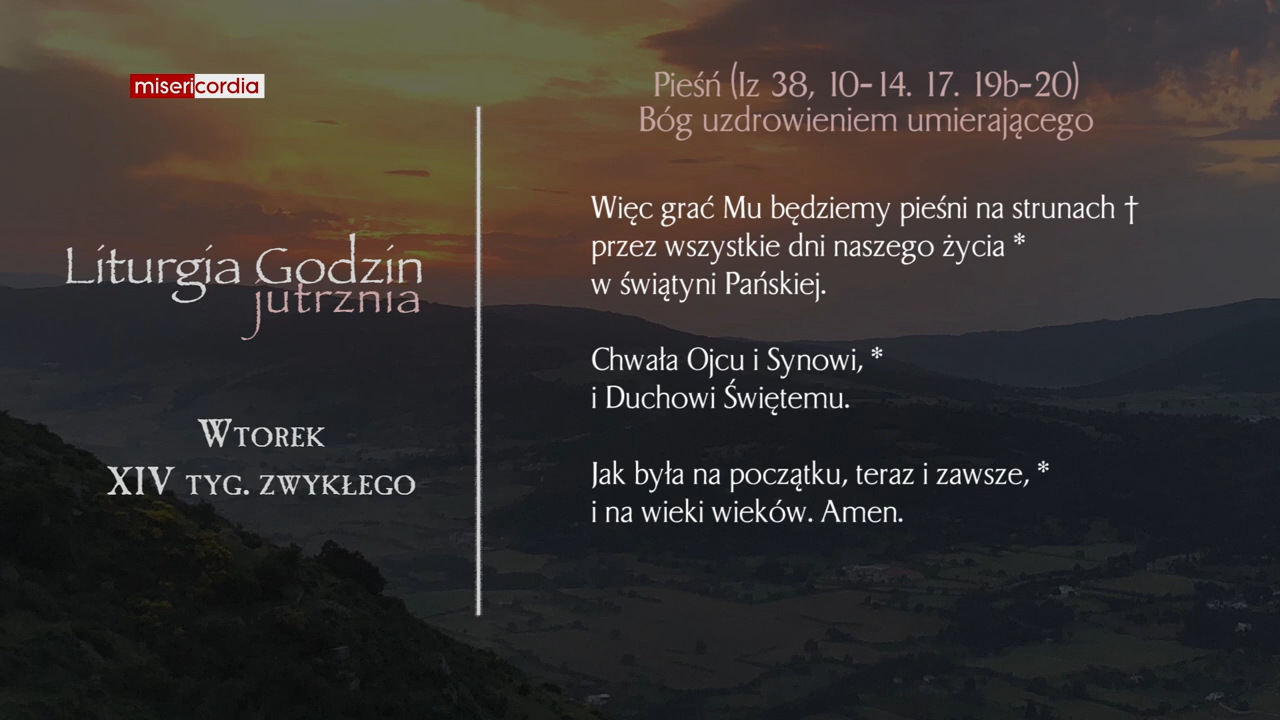 misericordia
Liturgia Godzin
jutrznia
Wtorek
XIV tyg. zwykłego
Pieśń (Iz 38, 10-14. 17. 19b-20)
Bóg uzdrowieniem umierającego
Więc grać Mu będziemy pieśni na strunach †
przez wszystkie dni naszego życia *
w świątyni Pańskiej.
Chwała Ojcu i Synowi, *
i Duchowi Świętemu.
Jak była na początku, teraz i zawsze, *
i na wieki wieków. Amen.